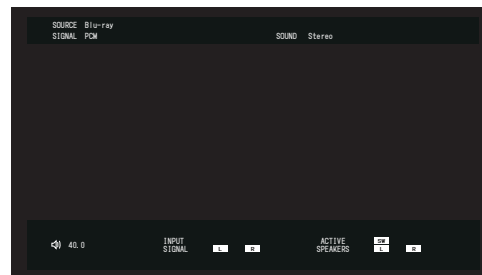 SOURCE Blu-ray
SIGNAL PCM SOUND Stereo
40.0
INPUT SIGNAL L R
ACTIVE SPEAKERS SW L R